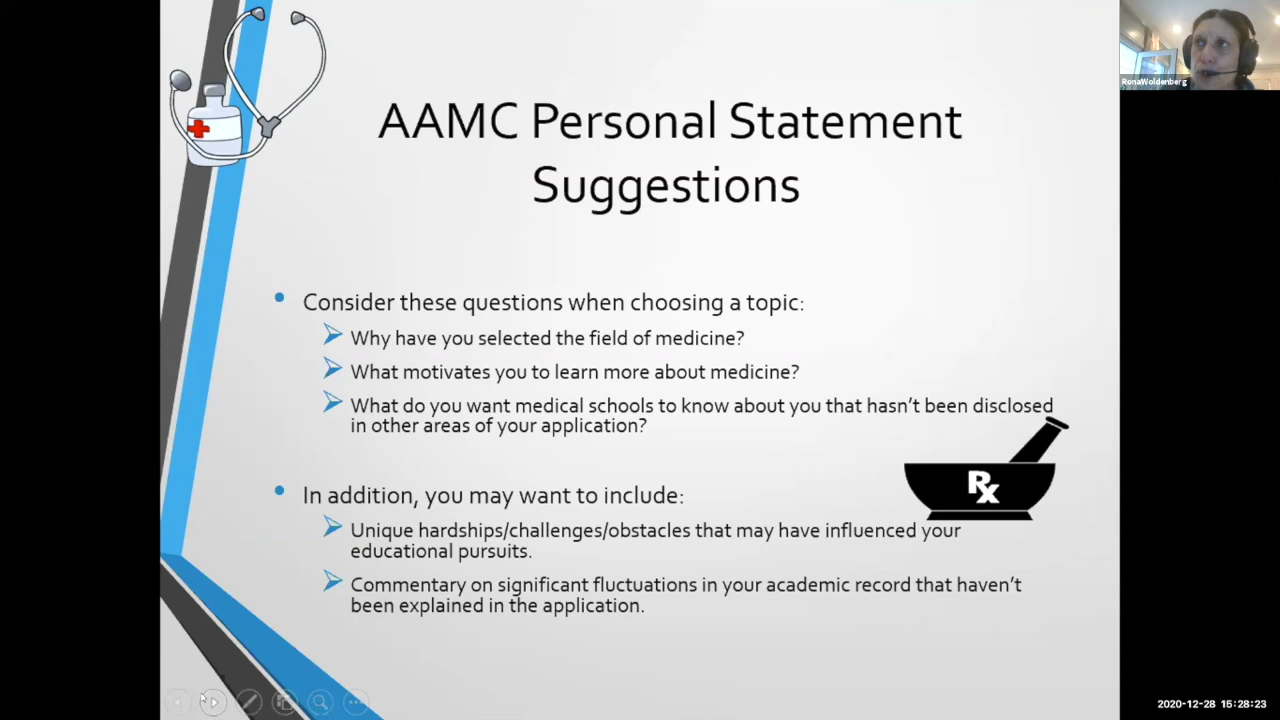 AAMC Personal Statement
Suggestions
Consider these questions when choosing a topic:
Why have you selected the field of medicine?
What motivates you to learn more about medicine?
What do you want medical schools to know about you that hasn't been disclosed
in other areas of your application?
In addition, you may want to include:
Unique hardships/challenges/obstacles that may have influenced your
educational pursuits.
Commentary on significant fluctuations in your academic record that haven't
been explained in the application.
Rx
RenaWoldenberg
2020-12-28 15:28:23